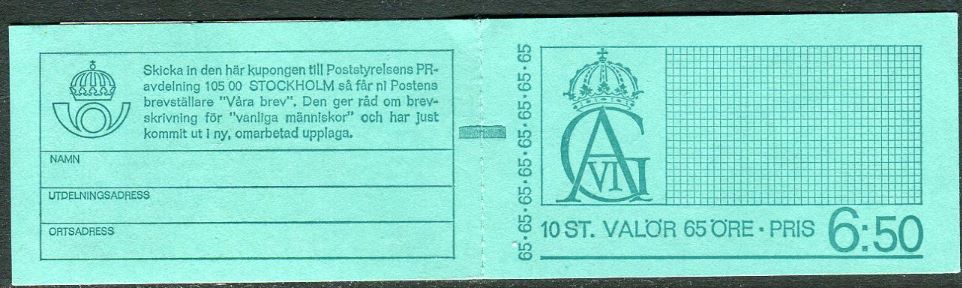 Skicka in den här kupongen till Poststyrelsens PR-
avdelning 105 00 STOCKHOLM så får ni Postens
brevställare "Våra brev". Den ger råd om brev-
skrivning för "vanliga människor" och har just
kommit ut i ny, omarbetad upplaga.
NAMN
UTDELNINGSADRESS
ORTSADRESS
65·65·65·65·65·65·65·65
GA VI
10 ST. VALÖR 65 ÖRE · PRIS 6:50